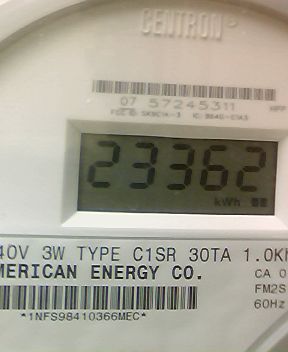 CENTRON
07 57245311
23362
kWh
40V 3W TYPE C1SR 30TA 1.0K
MERICAN ENERGY CO.
CA 0
FM2S
60Hz
*1NFS98410366MEC*